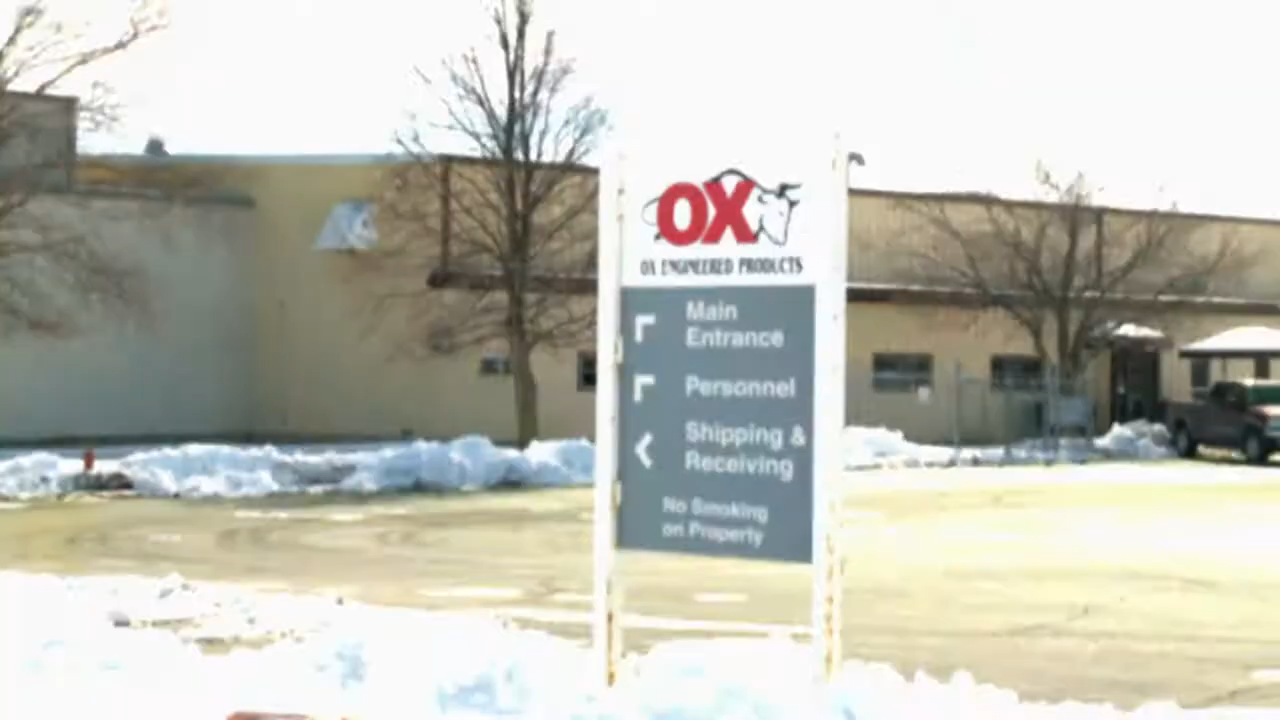 OX
OX ENGINEERED PRODUCTS
Main
Entrance
Personnel
Shipping &
Receiving
No Smoking
on Property